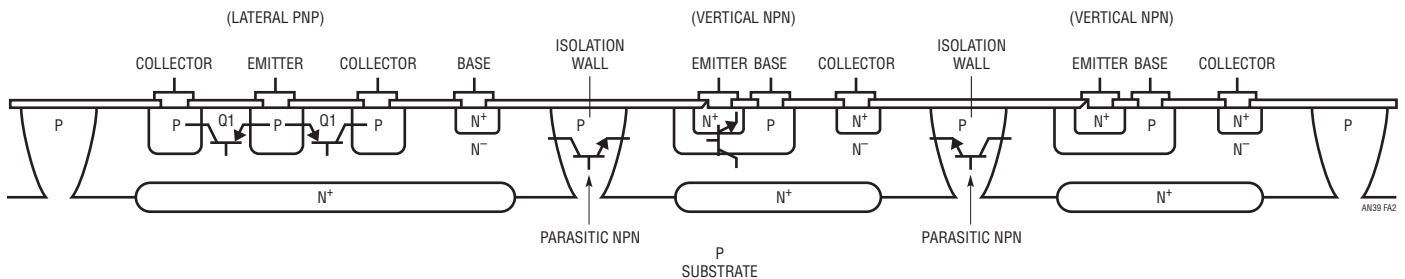 (LATERAL PNP) (VERTICAL NPN) (VERTICAL NPN)
ISOLATION WALL ISOLATION WALL
COLLECTOR EMITTER COLLECTOR BASE EMITTER BASE COLLECTOR EMITTER BASE COLLECTOR
P P Q1 P Q1 P N+ N− P N+ P N+ N− P N+ P N+ N− P
N+ N+ N+
AN39 FA2
PARASITIC NPN PARASITIC NPN
P
SUBSTRATE